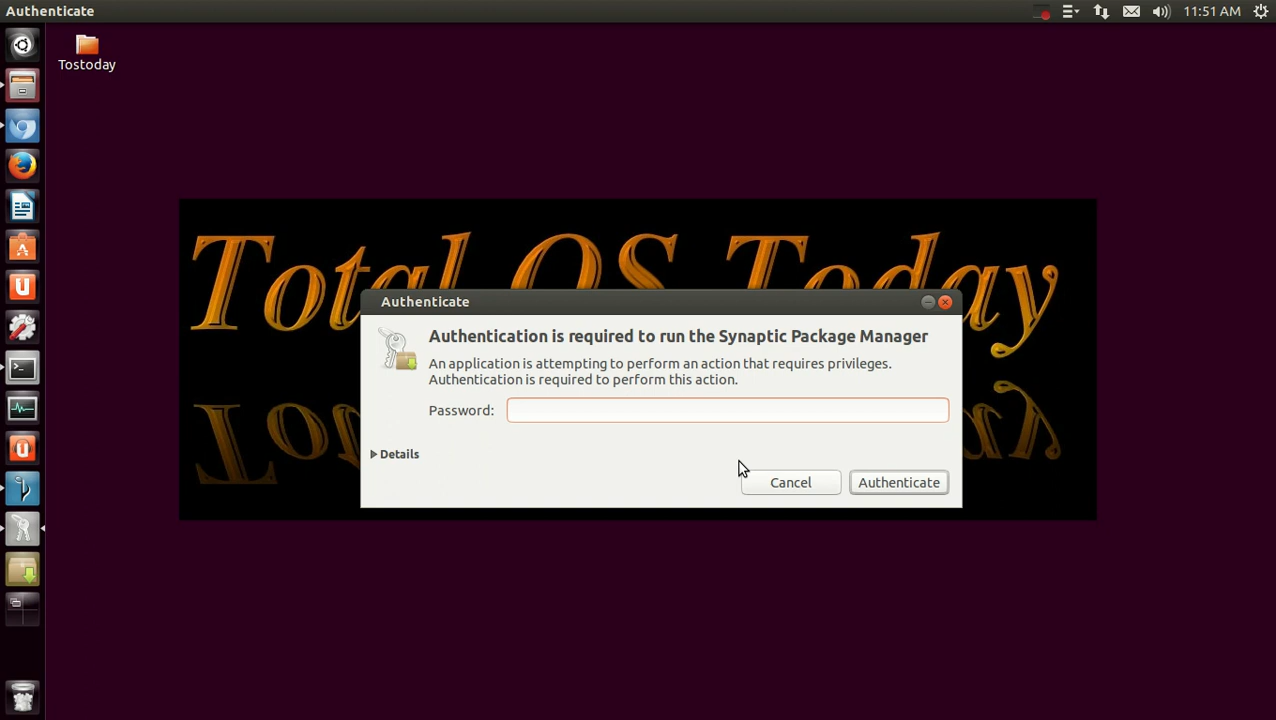 Authenticate
11:51 AM
Tostoday
Total OS Today
Authenticate
Authentication is required to run the Synaptic Package Manager
An application is attempting to perform an action that requires privileges.
Authentication is required to perform this action.
Password:
Details
Cancel
Authenticate